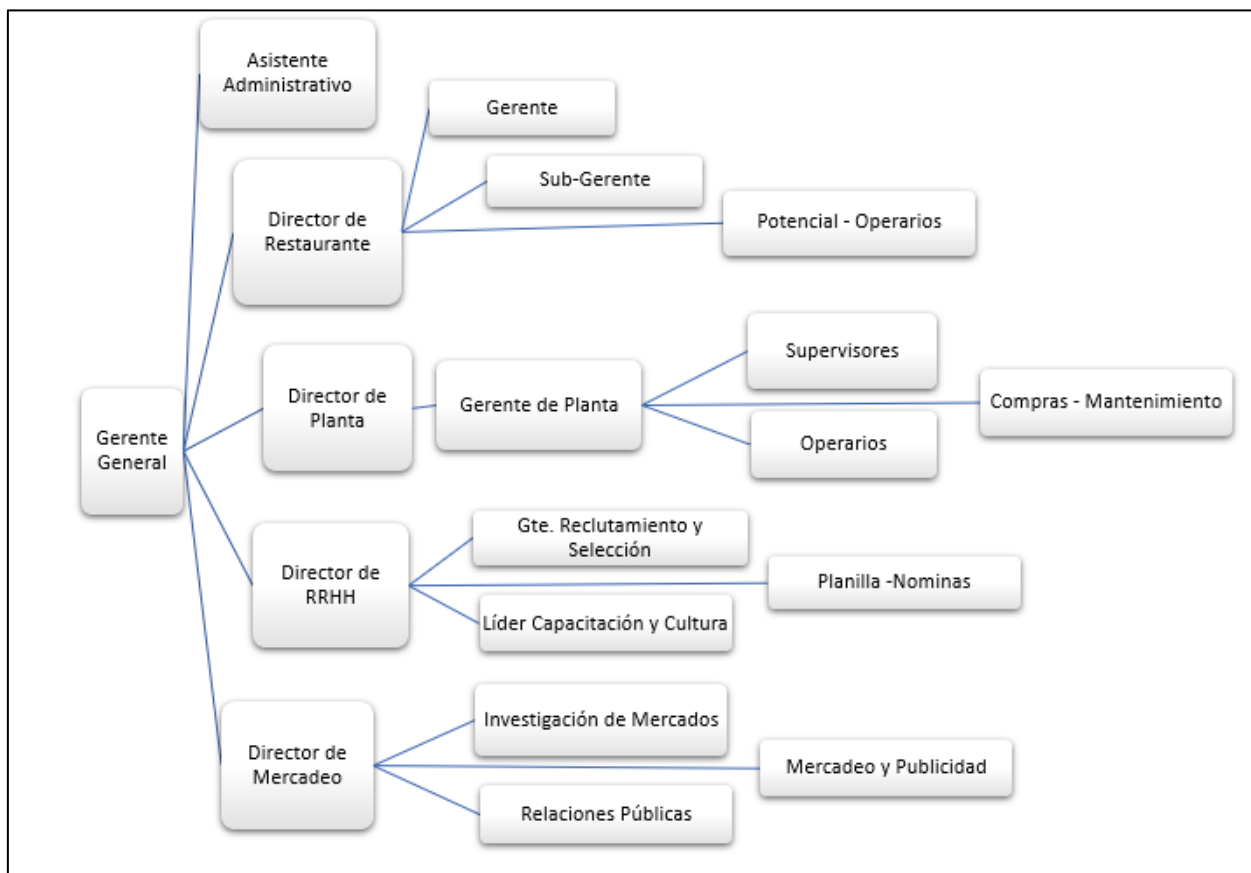 Asistente
Administrativo
Gerente
Sub-Gerente
Director de
Restaurante
Potencial - Operarios
Supervisores
Director de
Planta
Gerente de Planta
Compras - Mantenimiento
Operarios
Gerente
General
Gte. Reclutamiento y
Selección
Director de
RRHH
Planilla -Nominas
Líder Capacitación y Cultura
Investigación de Mercados
Director de
Mercadeo
Mercadeo y Publicidad
Relaciones Públicas